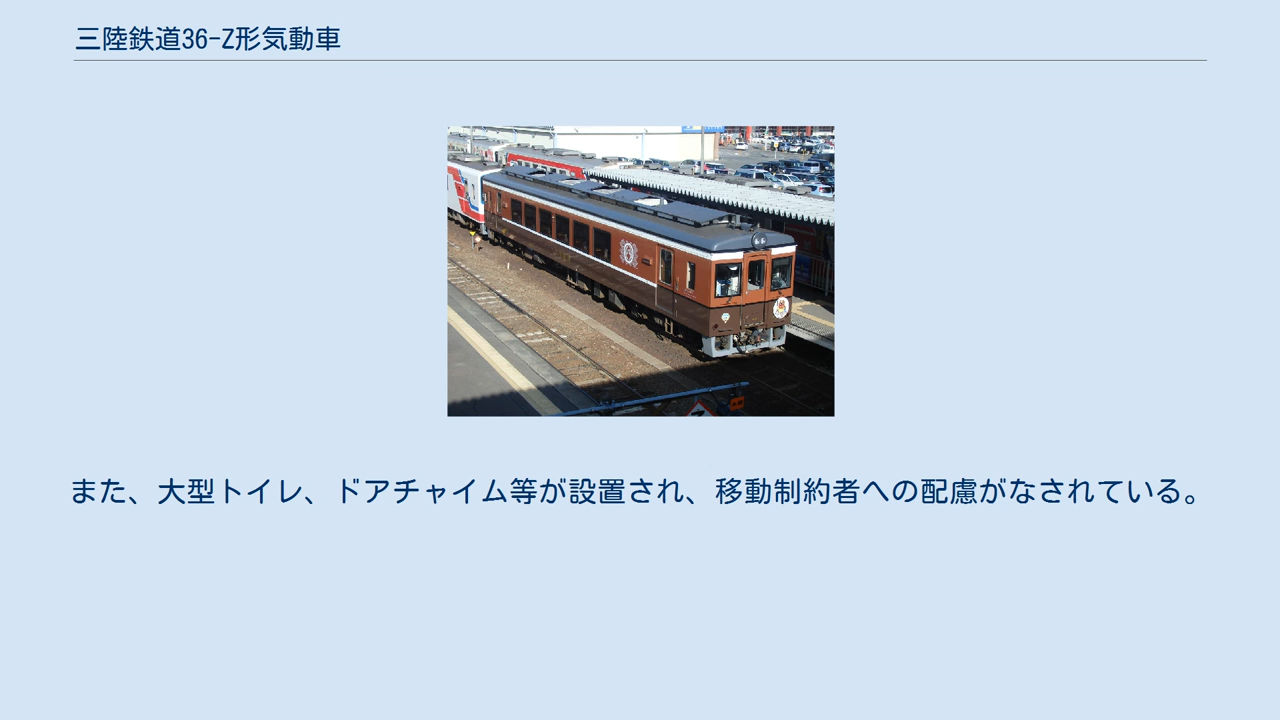 三陸鉄道36-Z形気動車
また、大型トイレ、ドアチャイム等が設置され、移動制約者への配慮がなされている。